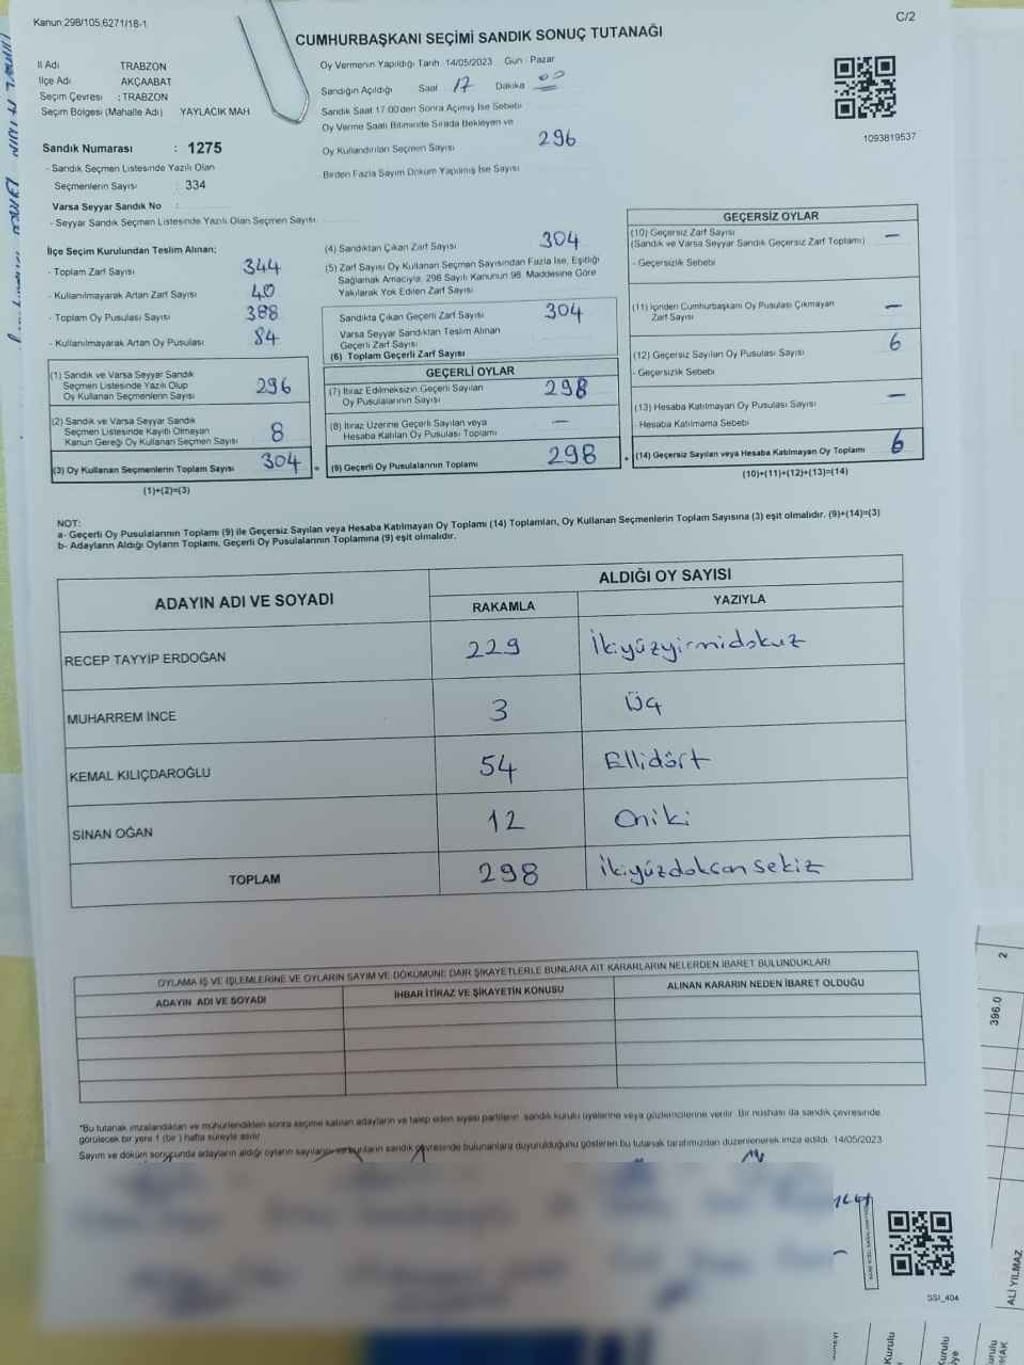 Kanun 298/105,6271/18-1
C/2
CUMHURBAŞKANI SEÇİMİ SANDIK SONUÇ TUTANAĞI
İl Adı TRABZON
İlçe Adı AKÇAABAT
Seçim Çevresi : TRABZON
Seçim Bölgesi (Mahalle Adı) YAYLACIK MAH
Sandık Numarası : 1275
- Sandık Seçmen Listesinde Yazılı Olan
Seçmenlerin Sayısı 334
Varsa Seyyar Sandık No :
- Seyyar Sandık Seçmen Listesinde Yazılı Olan Seçmen Sayısı
Oy Vermenin Yapıldığı Tarih 14/05/2023 Gün : Pazar
Sandığın Açıldığı Saat 17 Dakika 00
Sandık Saat 17:00'den Sonra Açılmış İse Sebebi
Oy Verme Saati Bitiminde Sırada Bekleyen ve
Oy Kullandırılan Seçmen Sayısı 296
Birden Fazla Sayım Döküm Yapılmış İse Sayısı
1093819537
İlçe Seçim Kurulundan Teslim Alınan;
- Toplam Zarf Sayısı 344
- Kullanılmayarak Artan Zarf Sayısı 40
- Toplam Oy Pusulası Sayısı 388
- Kullanılmayarak Artan Oy Pusulası 84
(1) Sandık ve Varsa Seyyar Sandık
Seçmen Listesinde Yazılı Olup
Oy Kullanan Seçmenlerin Sayısı 296
(2) Sandık ve Varsa Seyyar Sandık
Seçmen Listesinde Kayıtlı Olmayan
Kanun Gereği Oy Kullanan Seçmen Sayısı 8
(3) Oy Kullanan Seçmenlerin Toplam Sayısı 304
(1)+(2)=(3)
(4) Sandıktan Çıkan Zarf Sayısı 304
(5) Zarf Sayısı Oy Kullanan Seçmen Sayısından Fazla İse, Eşitliği
Sağlamak Amacıyla, 298 Sayılı Kanunun 98. Maddesine Göre
Yakılarak Yok Edilen Zarf Sayısı
Sandıkta Çıkan Geçerli Zarf Sayısı 304
Varsa Seyyar Sandıktan Teslim Alınan
Geçerli Zarf Sayısı
(6) Toplam Geçerli Zarf Sayısı
GEÇERLİ OYLAR
(7) İtiraz Edilmeksizin Geçerli Sayılan
Oy Pusulalarının Sayısı 298
(8) İtiraz Üzerine Geçerli Sayılan veya
Hesaba Katılan Oy Pusulası Toplamı —
= (9) Geçerli Oy Pusulalarının Toplamı 298
GEÇERSİZ OYLAR
(10) Geçersiz Zarf Sayısı —
(Sandık ve Varsa Seyyar Sandık Geçersiz Zarf Toplamı)
- Geçersizlik Sebebi
(11) İçinden Cumhurbaşkanı Oy Pusulası Çıkmayan —
Zarf Sayısı
(12) Geçersiz Sayılan Oy Pusulası Sayısı 6
- Geçersizlik Sebebi
(13) Hesaba Katılmayan Oy Pusulası Sayısı —
Hesaba Katılmama Sebebi
+ (14) Geçersiz Sayılan veya Hesaba Katılmayan Oy Toplamı 6
(10)+(11)+(12)+(13)=(14)
NOT:
a- Geçerli Oy Pusulalarının Toplamı (9) ile Geçersiz Sayılan veya Hesaba Katılmayan Oy Toplamı (14) Toplamları, Oy Kullanan Seçmenlerin Toplam Sayısına (3) eşit olmalıdır. (9)+(14)=(3)
b- Adayların Aldığı Oyların Toplamı, Geçerli Oy Pusulalarının Toplamına (9) eşit olmalıdır.
ADAYIN ADI VE SOYADI ALDIĞI OY SAYISI
RAKAMLA YAZIYLA
RECEP TAYYİP ERDOĞAN 229 İkiyüzyirmidokuz
MUHARREM İNCE 3 Üç
KEMAL KILIÇDAROĞLU 54 Ellidört
SİNAN OĞAN 12 Oniki
TOPLAM 298 İkiyüzdoksansekiz
OYLAMA İŞ VE İŞLEMLERİNE VE OYLARIN SAYIM VE DÖKÜMÜNE DAİR ŞİKAYETLERLE BUNLARA AİT KARARLARIN NELERDEN İBARET BULUNDUKLARI
ADAYIN ADI VE SOYADI İHBAR İTİRAZ VE ŞİKAYETİN KONUSU ALINAN KARARIN NEDEN İBARET OLDUĞU
*Bu tutanak imzalandıktan ve mühürlendikten sonra seçime katılan adayların ve talep eden siyasi partilerin sandık kurulu üyelerine veya gözlemcilerine verilir. Bir nüshası da sandık çevresinde
görülecek bir yere 1 (bir) hafta süreyle asılır.
Sayım ve döküm sonucunda adayların aldığı oyların sayılarının ve bunların sandık çevresinde bulunanlara duyurulduğunu gösteren bu tutanak tarafımızdan düzenlenerek imza edildi. 14/05/2023
SSI_404
2
396.0
ALİ YILMAZ
Kurulu